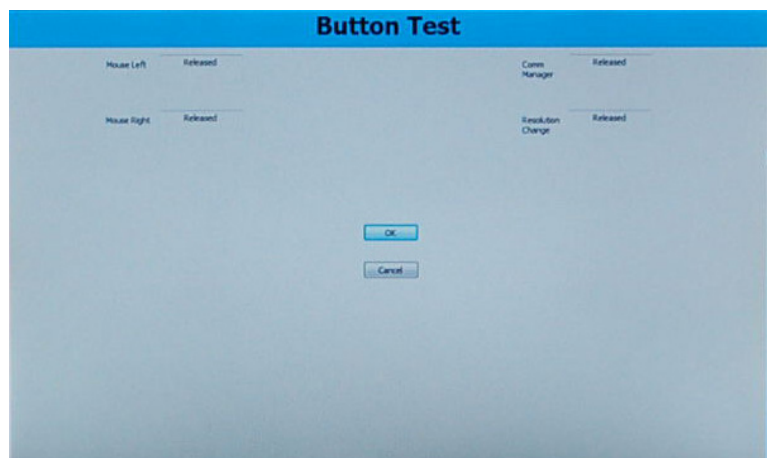 Button Test
Mouse Left Released
Comm Manager Released
Mouse Right Released
Resolution Change Released
OK
Cancel